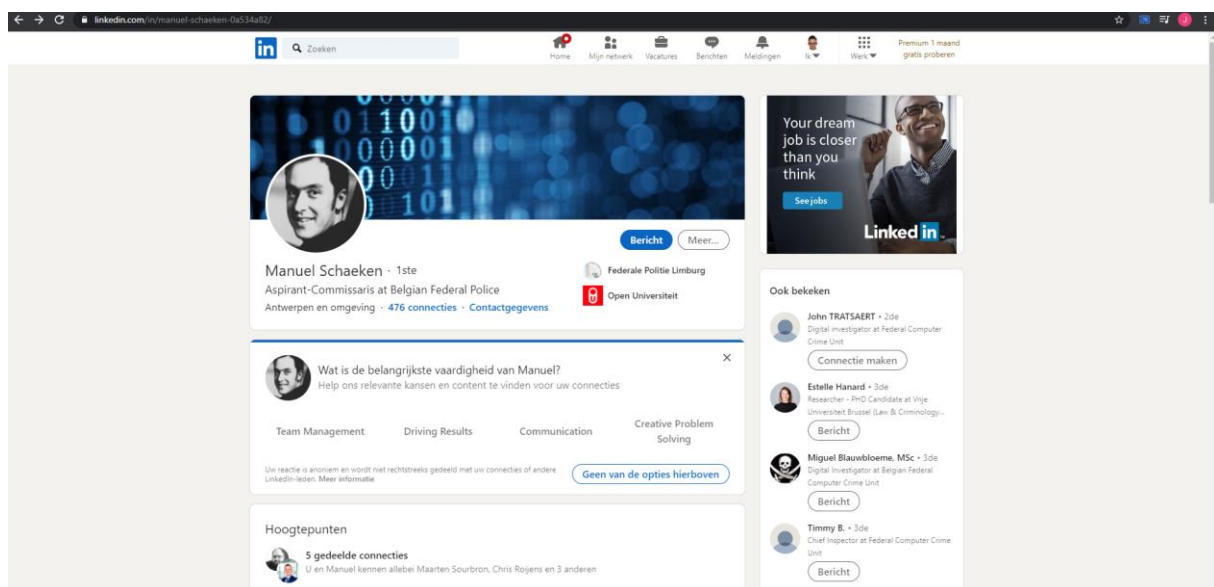 linkedin.com/in/manuel-schaeken-0a534a82/
in
Zoeken
Home
Mijn netwerk
Vacatures
Berichten
Meldingen
Ik
Werk
Premium 1 maand
gratis proberen
Bericht
Meer...
Manuel Schaeken · 1ste
Aspirant-Commissaris at Belgian Federal Police
Antwerpen en omgeving · 476 connecties · Contactgegevens
Federale Politie Limburg
Open Universiteit
Wat is de belangrijkste vaardigheid van Manuel?
Help ons relevante kansen en content te vinden voor uw connecties
Team Management
Driving Results
Communication
Creative Problem
Solving
Uw reactie is anoniem en wordt niet rechtstreeks gedeeld met uw connecties of andere
LinkedIn-leden. Meer informatie
Geen van de opties hierboven
Hoogtepunten
5 gedeelde connecties
U en Manuel kennen allebei Maarten Sourbron, Chris Roijens en 3 anderen
Your dream
job is closer
than you
think
See jobs
Linked in
Ook bekeken
John TRATSAERT • 2de
Digital investigator at Federal Computer
Crime Unit
Connectie maken
Estelle Hanard • 3de
Researcher - PHD Candidate at Vrije
Universiteit Brussel (Law & Criminology...
Bericht
Miguel Blauwbloeme, MSc • 3de
Digital Investigator at Belgian Federal
Computer Crime Unit
Bericht
Timmy B. • 3de
Chief Inspector at Federal Computer Crime
Unit
Bericht